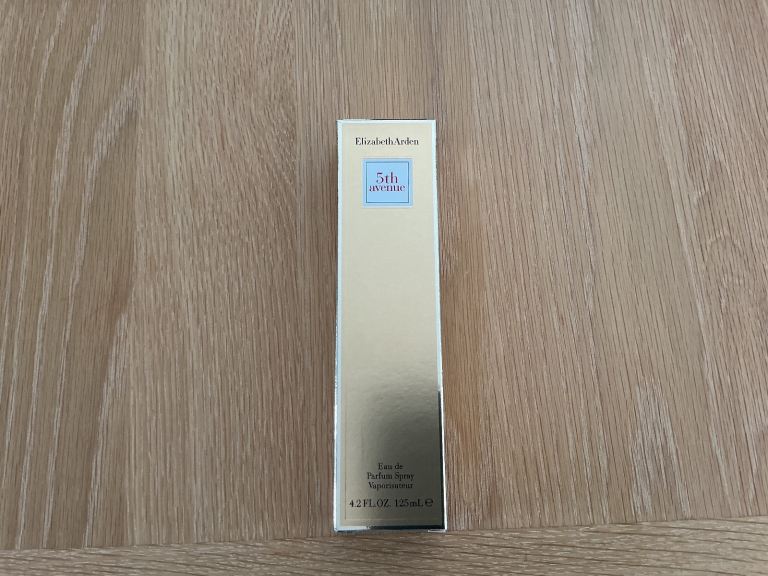 ElizabethArden
5th
avenue
Eau de
Parfum Spray
Vaporisateur
4.2 FL.OZ. 125mL ℮